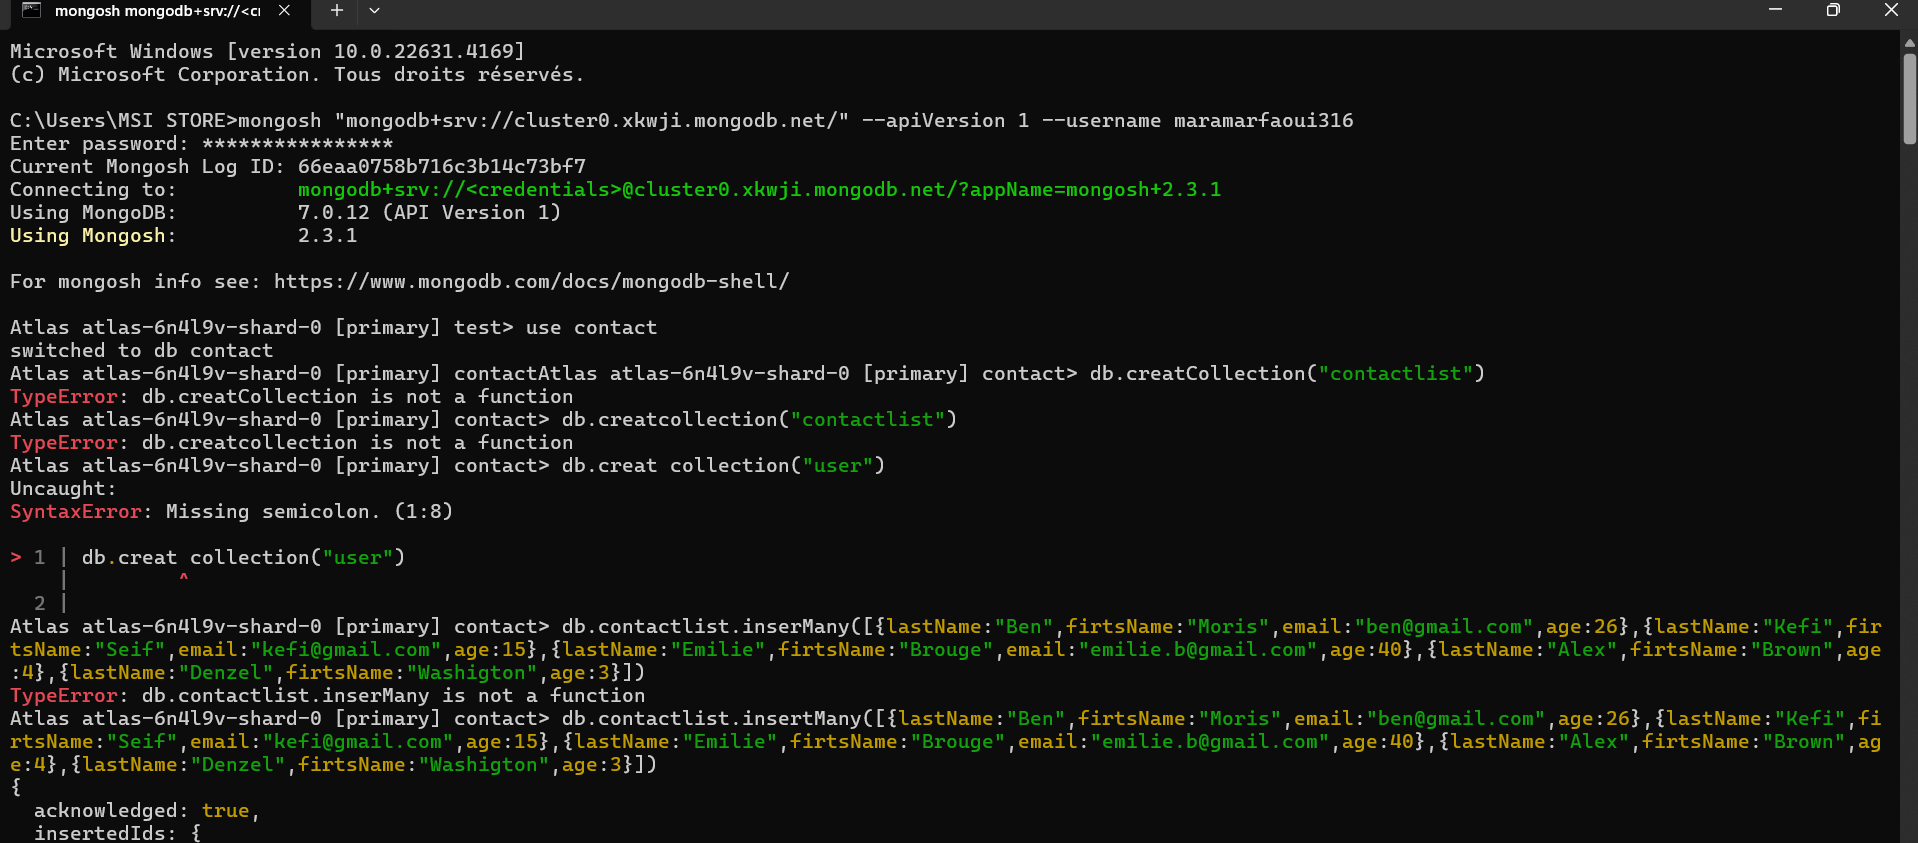 mongosh mongodb+srv://<cr
Microsoft Windows [version 10.0.22631.4169]
(c) Microsoft Corporation. Tous droits réservés.
C:\Users\MSI STORE>mongosh "mongodb+srv://cluster0.xkwji.mongodb.net/" --apiVersion 1 --username maramarfaoui316
Enter password: ****************
Current Mongosh Log ID: 66eaa0758b716c3b14c73bf7
Connecting to:          mongodb+srv://<credentials>@cluster0.xkwji.mongodb.net/?appName=mongosh+2.3.1
Using MongoDB:          7.0.12 (API Version 1)
Using Mongosh:          2.3.1
For mongosh info see: https://www.mongodb.com/docs/mongodb-shell/
Atlas atlas-6n4l9v-shard-0 [primary] test> use contact
switched to db contact
Atlas atlas-6n4l9v-shard-0 [primary] contactAtlas atlas-6n4l9v-shard-0 [primary] contact> db.creatCollection("contactlist")
TypeError: db.creatCollection is not a function
Atlas atlas-6n4l9v-shard-0 [primary] contact> db.creatcollection("contactlist")
TypeError: db.creatcollection is not a function
Atlas atlas-6n4l9v-shard-0 [primary] contact> db.creat collection("user")
Uncaught:
SyntaxError: Missing semicolon. (1:8)
> 1 | db.creat collection("user")
    |         ^
  2 |
Atlas atlas-6n4l9v-shard-0 [primary] contact> db.contactlist.inserMany([{lastName:"Ben",firtsName:"Moris",email:"ben@gmail.com",age:26},{lastName:"Kefi",fir
tsName:"Seif",email:"kefi@gmail.com",age:15},{lastName:"Emilie",firtsName:"Brouge",email:"emilie.b@gmail.com",age:40},{lastName:"Alex",firtsName:"Brown",age
:4},{lastName:"Denzel",firtsName:"Washigton",age:3}])
TypeError: db.contactlist.inserMany is not a function
Atlas atlas-6n4l9v-shard-0 [primary] contact> db.contactlist.insertMany([{lastName:"Ben",firtsName:"Moris",email:"ben@gmail.com",age:26},{lastName:"Kefi",fi
rtsName:"Seif",email:"kefi@gmail.com",age:15},{lastName:"Emilie",firtsName:"Brouge",email:"emilie.b@gmail.com",age:40},{lastName:"Alex",firtsName:"Brown",ag
e:4},{lastName:"Denzel",firtsName:"Washigton",age:3}])
{
  acknowledged: true,
  insertedIds: {